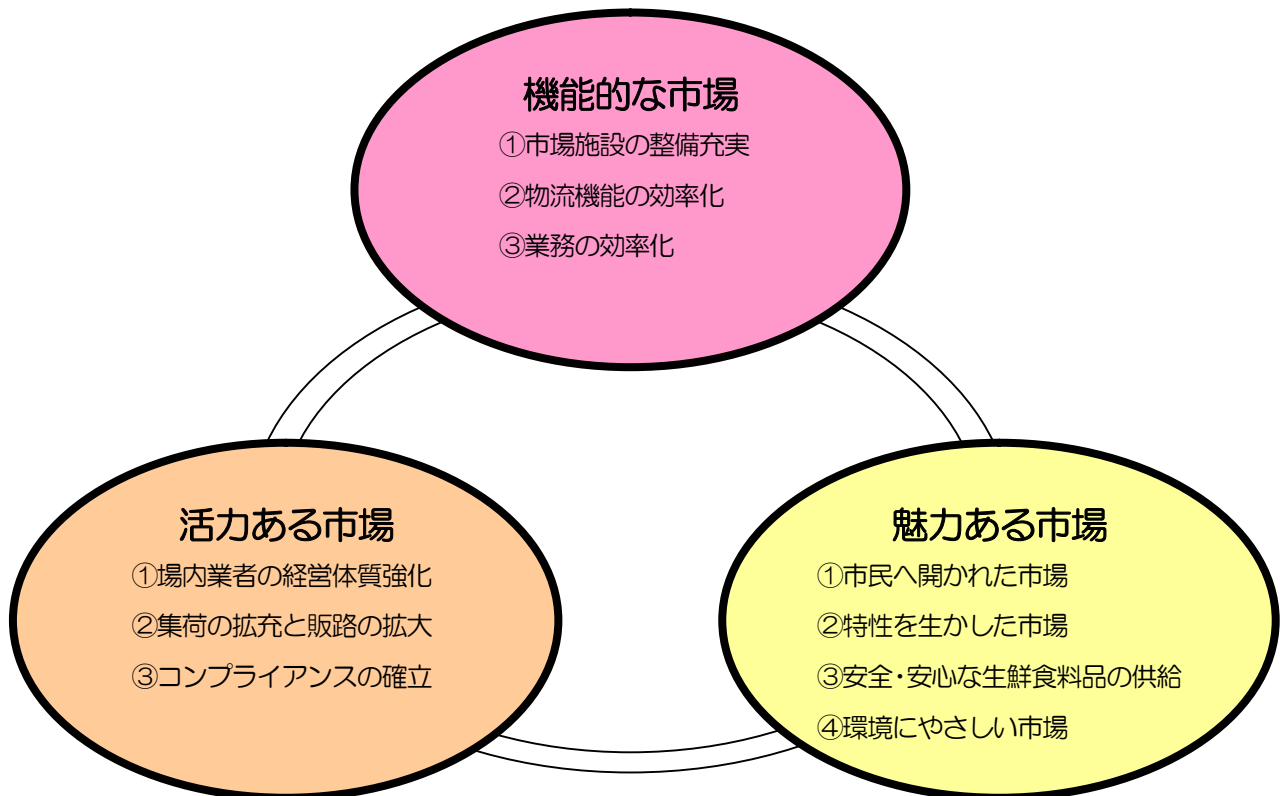 機能的な市場
①市場施設の整備充実
②物流機能の効率化
③業務の効率化
活力ある市場
①場内業者の経営体質強化
②集荷の拡充と販路の拡大
③コンプライアンスの確立
魅力ある市場
①市民へ開かれた市場
②特性を生かした市場
③安全・安心な生鮮食料品の供給
④環境にやさしい市場